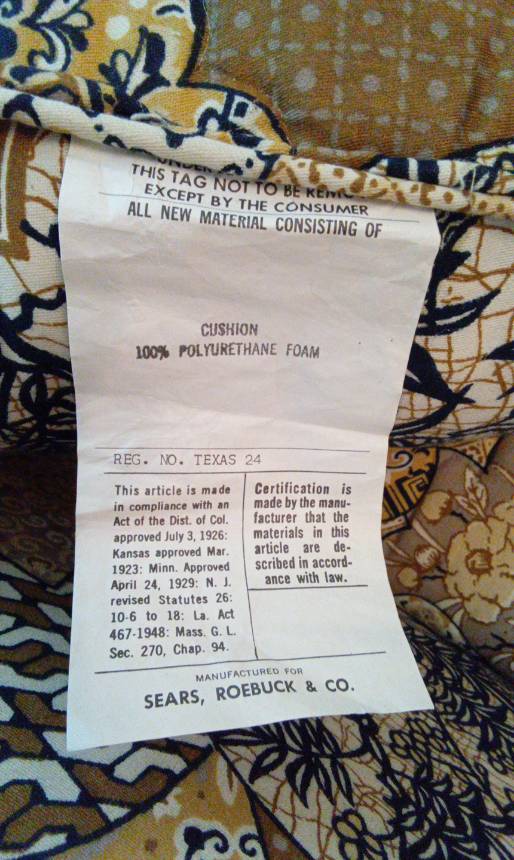 UNDER
THIS TAG NOT TO BE
EXCEPT BY THE CONSUMER
ALL NEW MATERIAL CONSISTING OF
CUSHION
100% POLYURETHANE FOAM
REG. NO. TEXAS 24
This article is made
in compliance with an
Act of the Dist. of Col.
approved July 3, 1926:
Kansas approved Mar.
1923: Minn. Approved
April 24, 1929: N. J.
revised Statutes 26:
10-6 to 18: La. Act
467-1948: Mass. G. L.
Sec. 270, Chap. 94.
Certification is
made by the manu-
facturer that the
materials in this
article are de-
scribed in accord-
ance with law.
MANUFACTURED FOR
SEARS, ROEBUCK & CO.